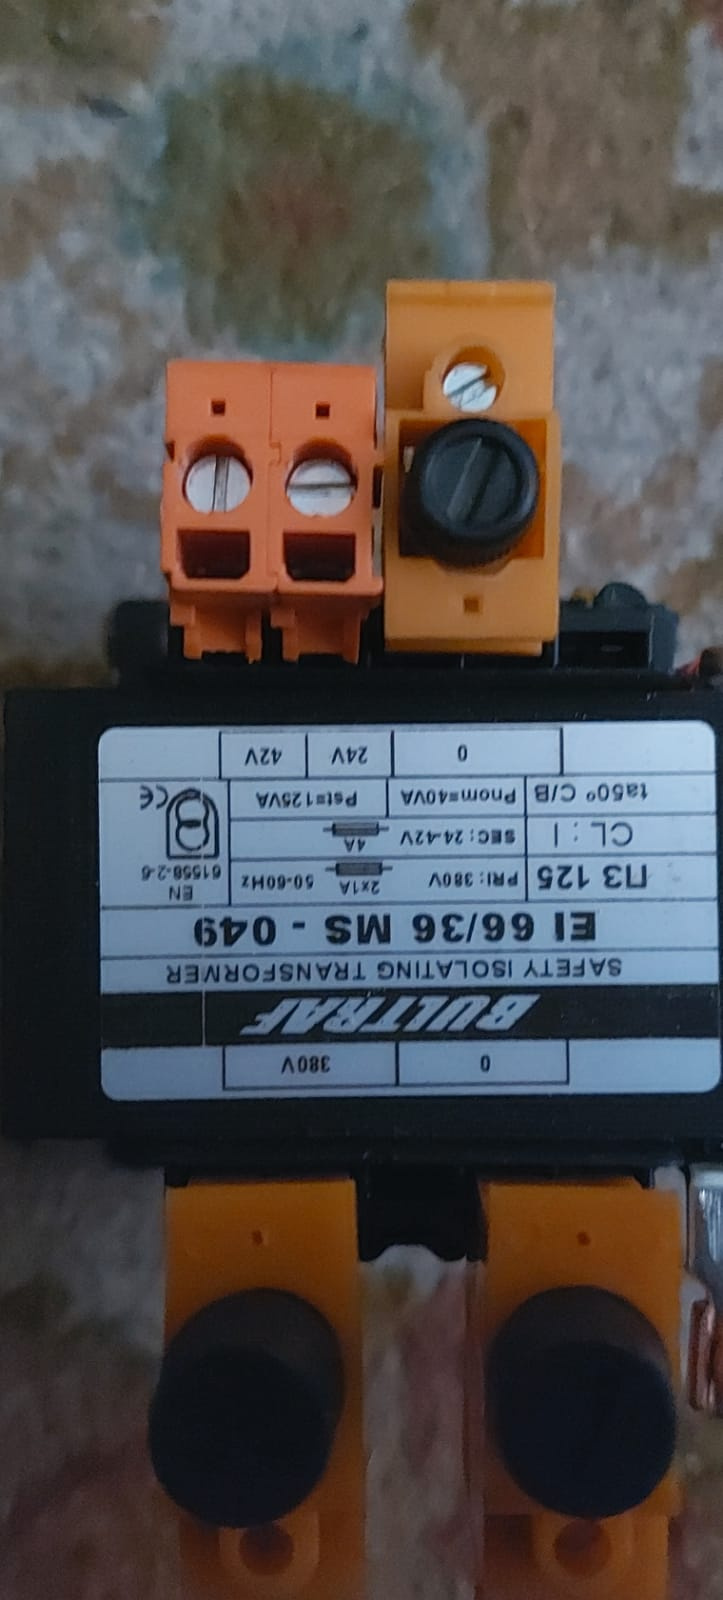 0 380V
BULTRAF
SAFETY ISOLATING TRANSFORMER
EI 66/36 MS - 049
ПЗ 125 PRI: 380V 2x1A 50-60Hz EN 61558-2-6
CL : I SEC: 24-42V 4A
ta50° C/B Pnom=40VA Pst=125VA CE
0 24V 42V